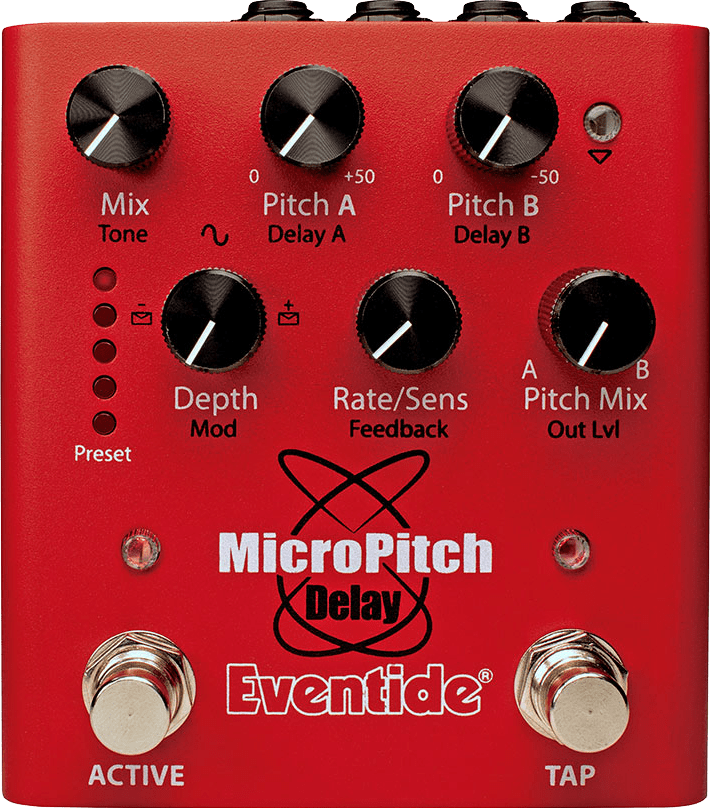 0 +50 0 -50
Mix Pitch A Pitch B
Tone Delay A Delay B
- +
A B
Depth Rate/Sens Pitch Mix
Mod Feedback Out Lvl
Preset
MicroPitch
Delay
Eventide®
ACTIVE TAP